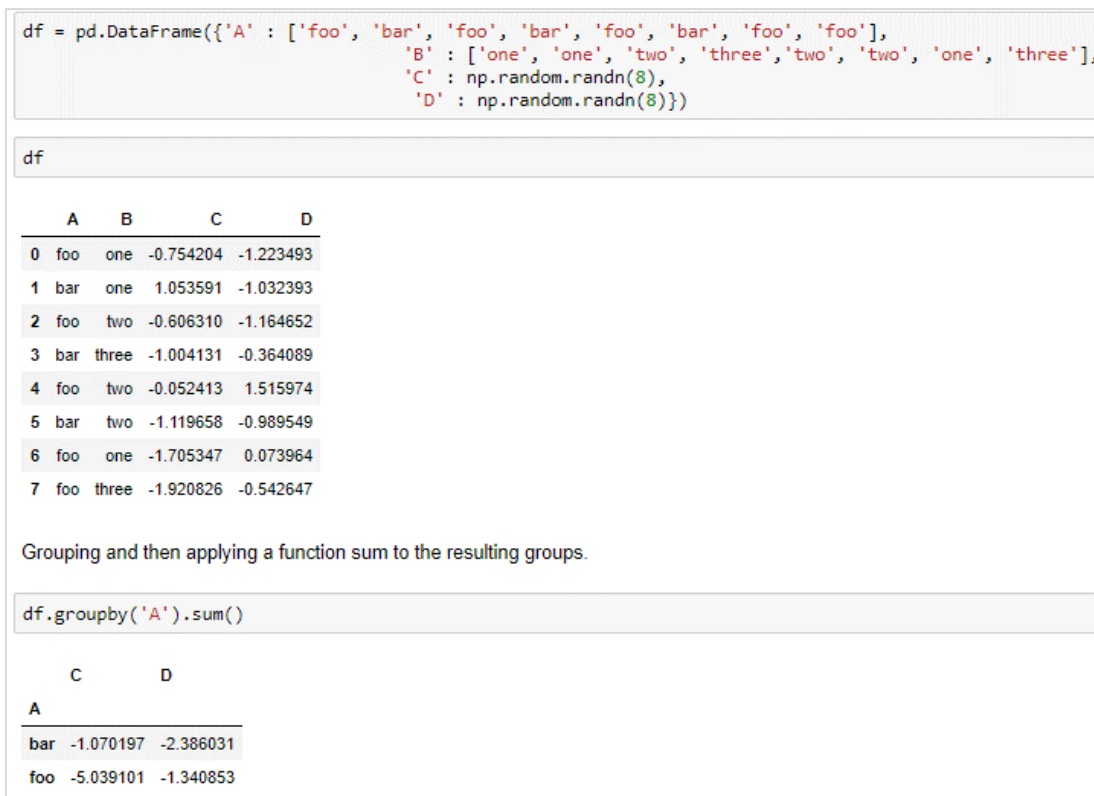 df = pd.DataFrame({'A' : ['foo', 'bar', 'foo', 'bar', 'foo', 'bar', 'foo', 'foo'],
'B' : ['one', 'one', 'two', 'three','two', 'two', 'one', 'three'],
'C' : np.random.randn(8),
'D' : np.random.randn(8)})
df
A B C D
0 foo one -0.754204 -1.223493
1 bar one 1.053591 -1.032393
2 foo two -0.606310 -1.164652
3 bar three -1.004131 -0.364089
4 foo two -0.052413 1.515974
5 bar two -1.119658 -0.989549
6 foo one -1.705347 0.073964
7 foo three -1.920826 -0.542647
Grouping and then applying a function sum to the resulting groups.
df.groupby('A').sum()
C D
A
bar -1.070197 -2.386031
foo -5.039101 -1.340853